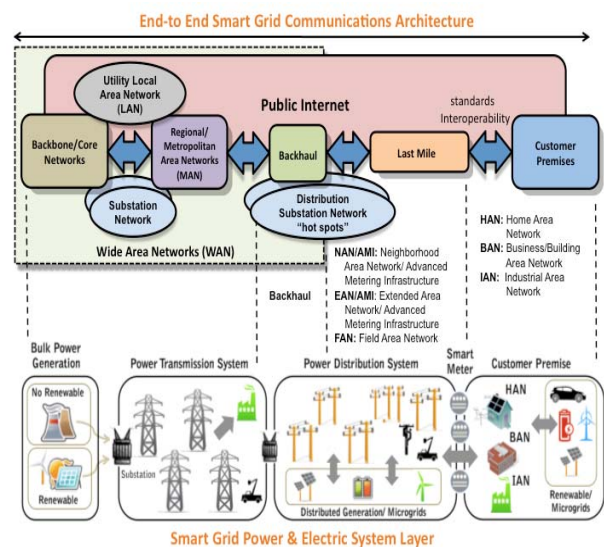 End-to End Smart Grid Communications Architecture
Utility Local
Area Network
(LAN)
Public Internet
standards
Interoperability
Backbone/Core
Networks
Regional/
Metropolitan
Area Networks
(MAN)
Backhaul
Last Mile
Customer
Premises
Substation
Network
Distribution
Substation Network
"hot spots"
Wide Area Networks (WAN)
HAN: Home Area
Network
BAN: Business/Building
Area Network
IAN: Industrial Area
Network
Backhaul
NAN/AMI: Neighborhood
Area Network/ Advanced
Metering Infrastructure
EAN/AMI: Extended Area
Network/ Advanced
Metering Infrastructure
FAN: Field Area Network
Bulk Power
Generation
Power Transmission System
Power Distribution System
Smart
Meter
Customer Premise
No Renewable
Renewable
Substation
Distributed Generation/ Microgrids
HAN
BAN
IAN
Renewable/
Microgrids
Smart Grid Power & Electric System Layer